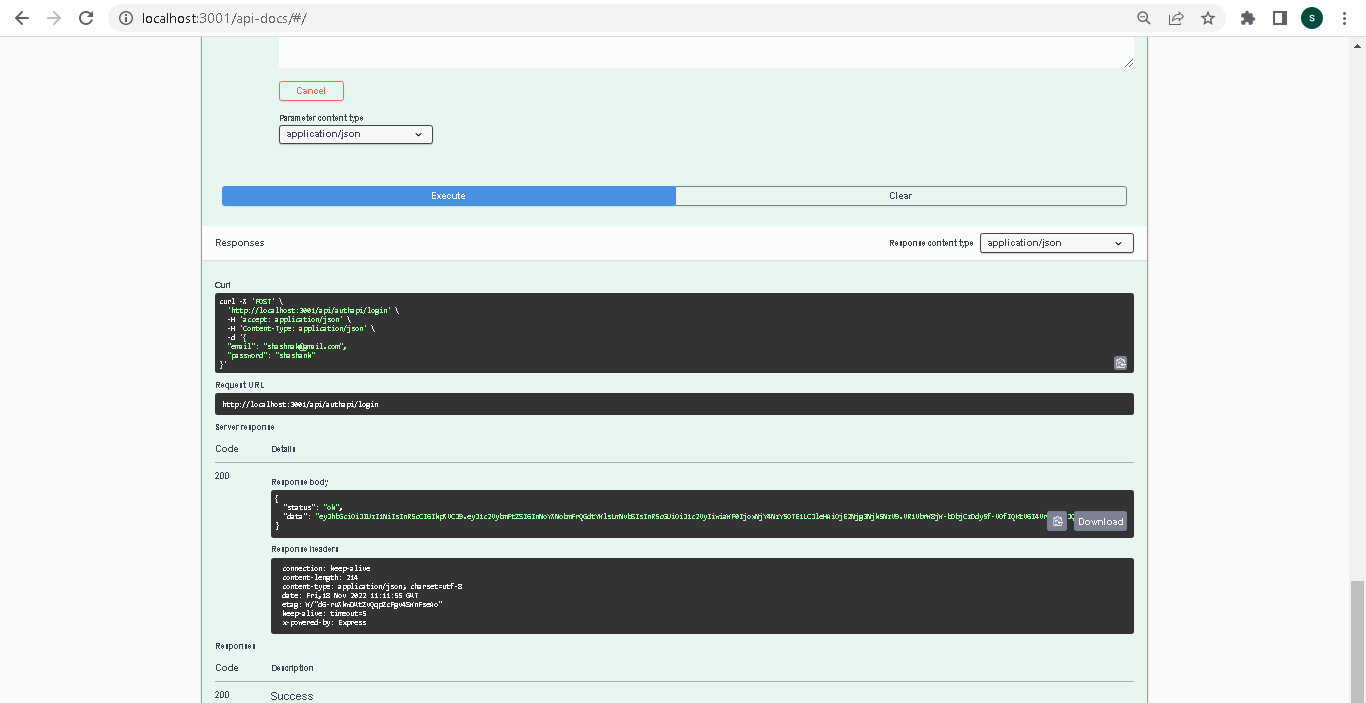 localhost:3001/api-docs/#/
S
Cancel
Parameter content type
application/json
Execute
Clear
Responses
Response content type
application/json
Curl
curl -X 'POST' \
'http://localhost:3001/api/authapi/login' \
-H 'accept: application/json' \
-H 'Content-Type: application/json' \
-d '{
"email": "shashnak@gmail.com",
"password": "shashank"
}'
Request URL
http://localhost:3001/api/authapi/login
Server response
Code
Details
200
Response body
{
"status": "ok",
"data":
}
Download
Response headers
connection: keep-alive
content-length: 214
content-type: application/json; charset=utf-8
date: Fri,18 Nov 2022 11:11:55 GMT
etag:
keep-alive: timeout=5
x-powered-by: Express
Responses
Code
Description
200
Success